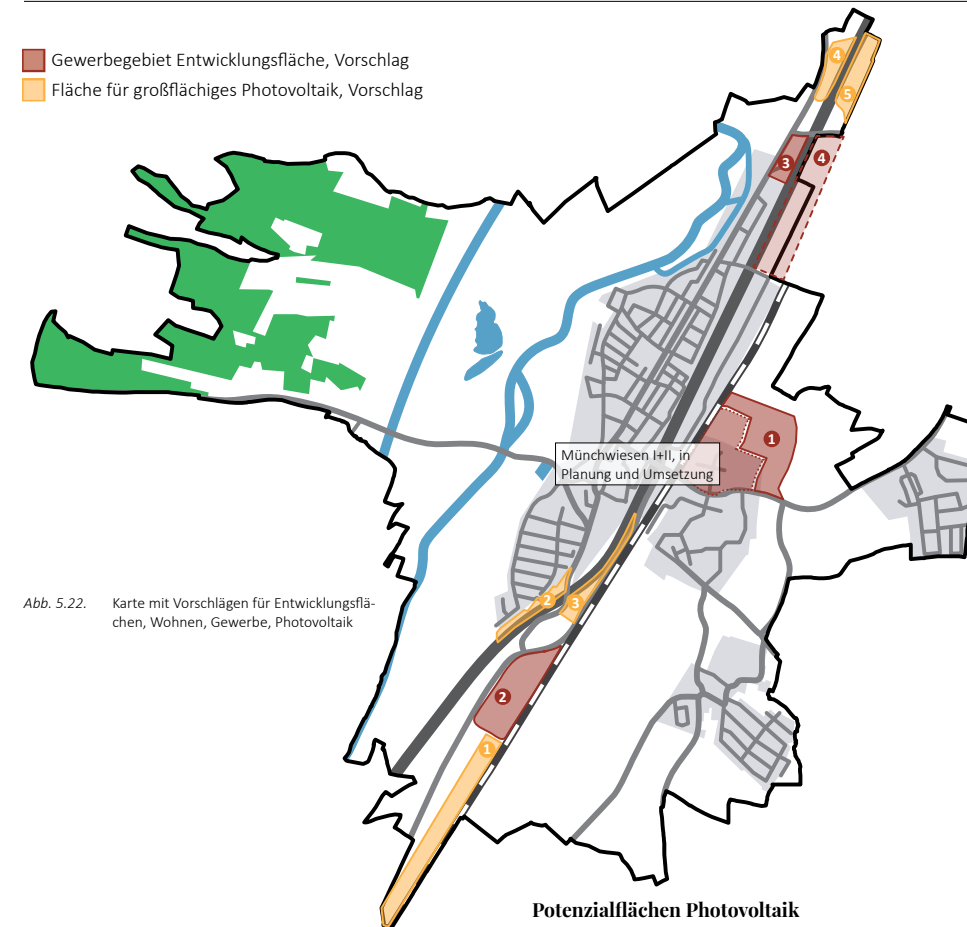 Gewerbegebiet Entwicklungsfläche, Vorschlag
Fläche für großflächiges Photovoltaik, Vorschlag
4
5
3
4
1
Münchwiesen I+II, in
Planung und Umsetzung
2
3
2
1
Abb. 5.22. Karte mit Vorschlägen für Entwicklungsflä-
chen, Wohnen, Gewerbe, Photovoltaik
Potenzialflächen Photovoltaik